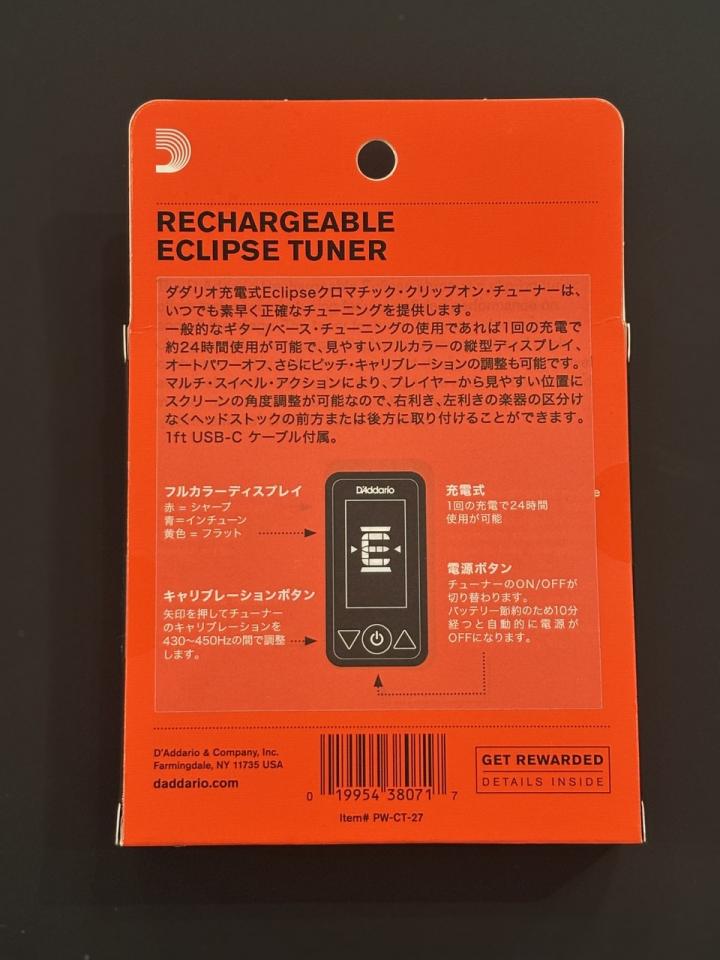 RECHARGEABLE
ECLIPSE TUNER
ダダリオ充電式Eclipseクロマチック・クリップオン・チューナーは、
いつでも素早く正確なチューニングを提供します。
一般的なギター/ベース・チューニングの使用であれば1回の充電で
約24時間使用が可能で、見やすいフルカラーの縦型ディスプレイ、
オートパワーオフ、さらにピッチ・キャリブレーションの調整も可能です。
マルチ・スイベル・アクションにより、プレイヤーから見やすい位置に
スクリーンの角度調整が可能なので、右利き、左利きの楽器の区分け
なくヘッドストックの前方または後方に取り付けることができます。
1ft USB-C ケーブル付属。
フルカラーディスプレイ
赤 = シャープ
青=インチューン
黄色 = フラット
キャリブレーションボタン
矢印を押してチューナー
のキャリブレーションを
430〜450Hzの間で調整
します。
D'Addario
E
充電式
1回の充電で24時間
使用が可能
電源ボタン
チューナーのON/OFFが
切り替わります。
バッテリー節約のため10分
経つと自動的に電源が
OFFになります。
D'Addario & Company, Inc.
Farmingdale, NY 11735 USA
daddario.com
0 19954 38071 7
Item# PW-CT-27
GET REWARDED
DETAILS INSIDE